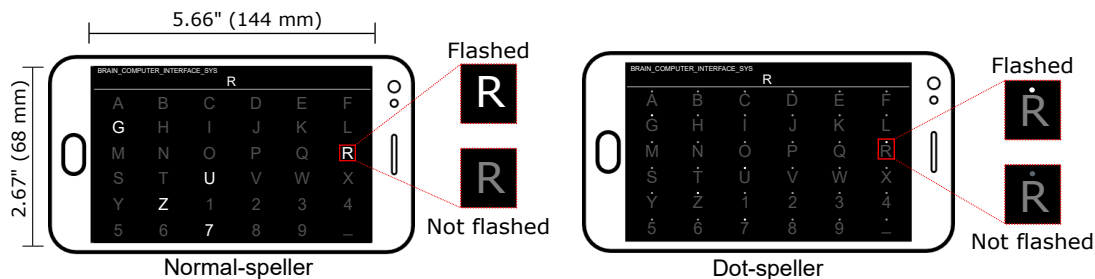 5.66" (144 mm)
2.67" (68 mm)
BRAIN_COMPUTER_INTERFACE_SYS
R
A B C D E F
G H I J K L
M N O P Q R
S T U V W X
Y Z 1 2 3 4
5 6 7 8 9 _
Flashed
R
R
Not flashed
Normal-speller
BRAIN_COMPUTER_INTERFACE_SYS
R
A B C D E F
G H I J K L
M N O P Q R
S T U V W X
Y Z 1 2 3 4
5 6 7 8 9 _
Flashed
R
R
Not flashed
Dot-speller